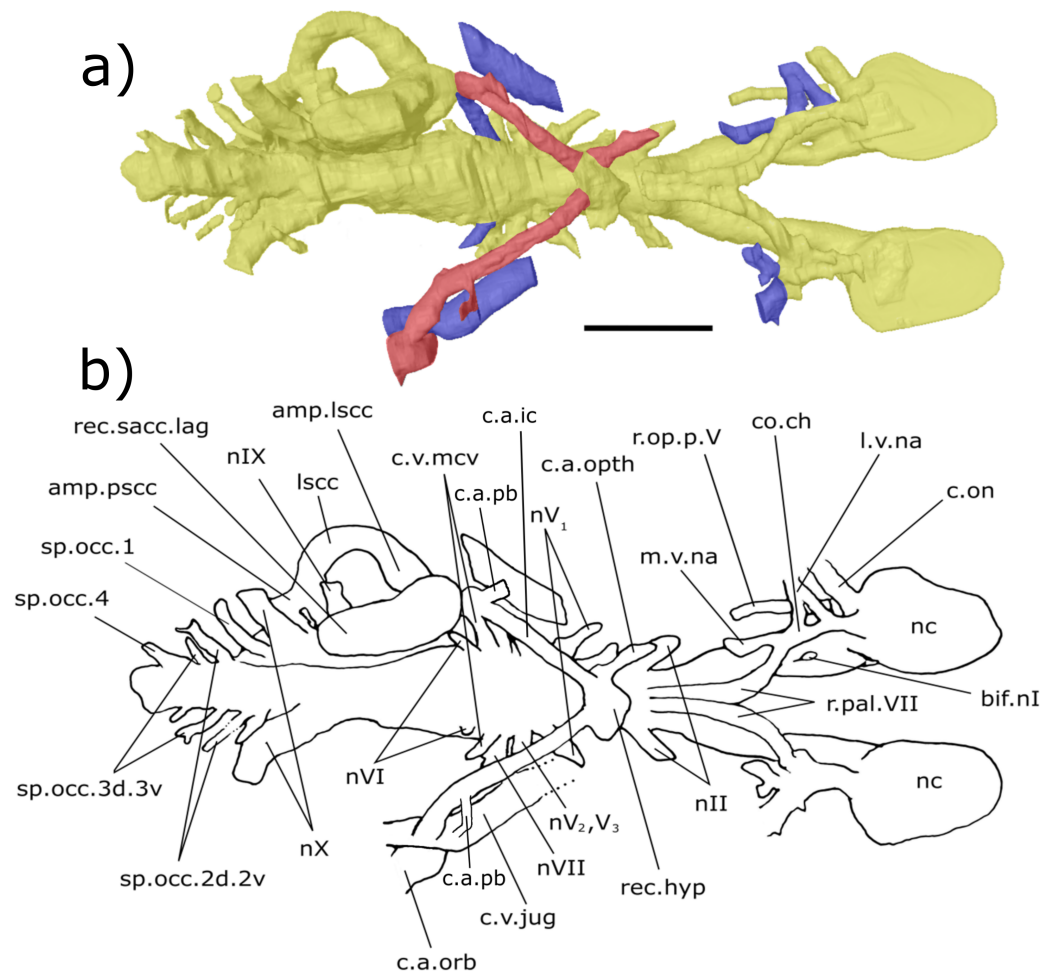 a)
b)
amp.lscc
rec.sacc.lag
c.a.ic
co.ch
nIX
r.op.p.V
l.v.na
c.v.mcv
c.a.opth
amp.pscc
lscc
c.a.pb
c.on
nV₁
sp.occ.1
m.v.na
sp.occ.4
nc
bif.nI
r.pal.VII
nVI
sp.occ.3d.3v
nII
nc
nX
nV₂,V₃
sp.occ.2d.2v
nVII
c.a.pb
rec.hyp
c.v.jug
c.a.orb